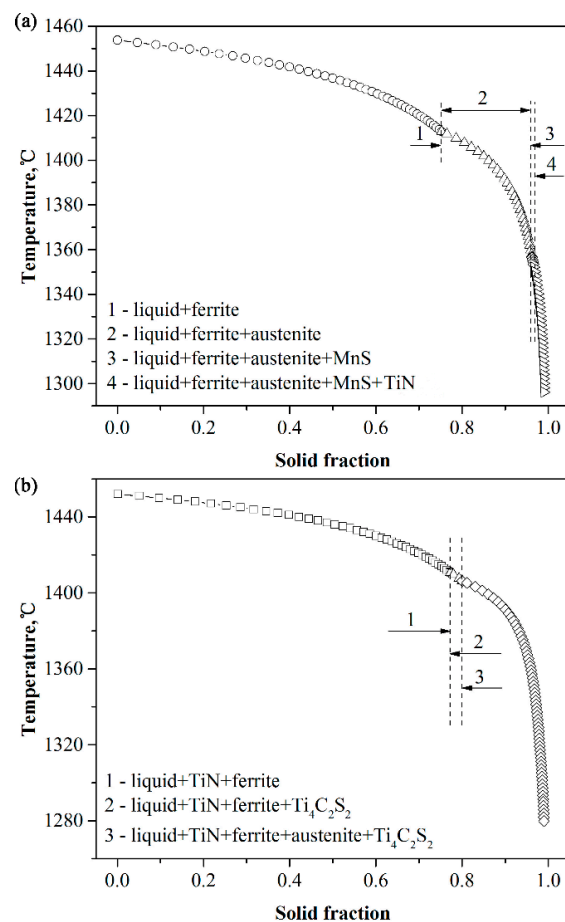 (a)
1460
1440
1420
1400
1380
1360
1340
1320
1300
Temperature,℃
2
1
3
4
1 - liquid+ferrite
2 - liquid+ferrite+austenite
3 - liquid+ferrite+austenite+MnS
4 - liquid+ferrite+austenite+MnS+TiN
0.0 0.2 0.4 0.6 0.8 1.0
Solid fraction
(b)
1440
1400
1360
1320
1280
Temperature,℃
1
2
3
1 - liquid+TiN+ferrite
2 - liquid+TiN+ferrite+Ti₄C₂S₂
3 - liquid+TiN+ferrite+austenite+Ti₄C₂S₂
0.0 0.2 0.4 0.6 0.8 1.0
Solid fraction